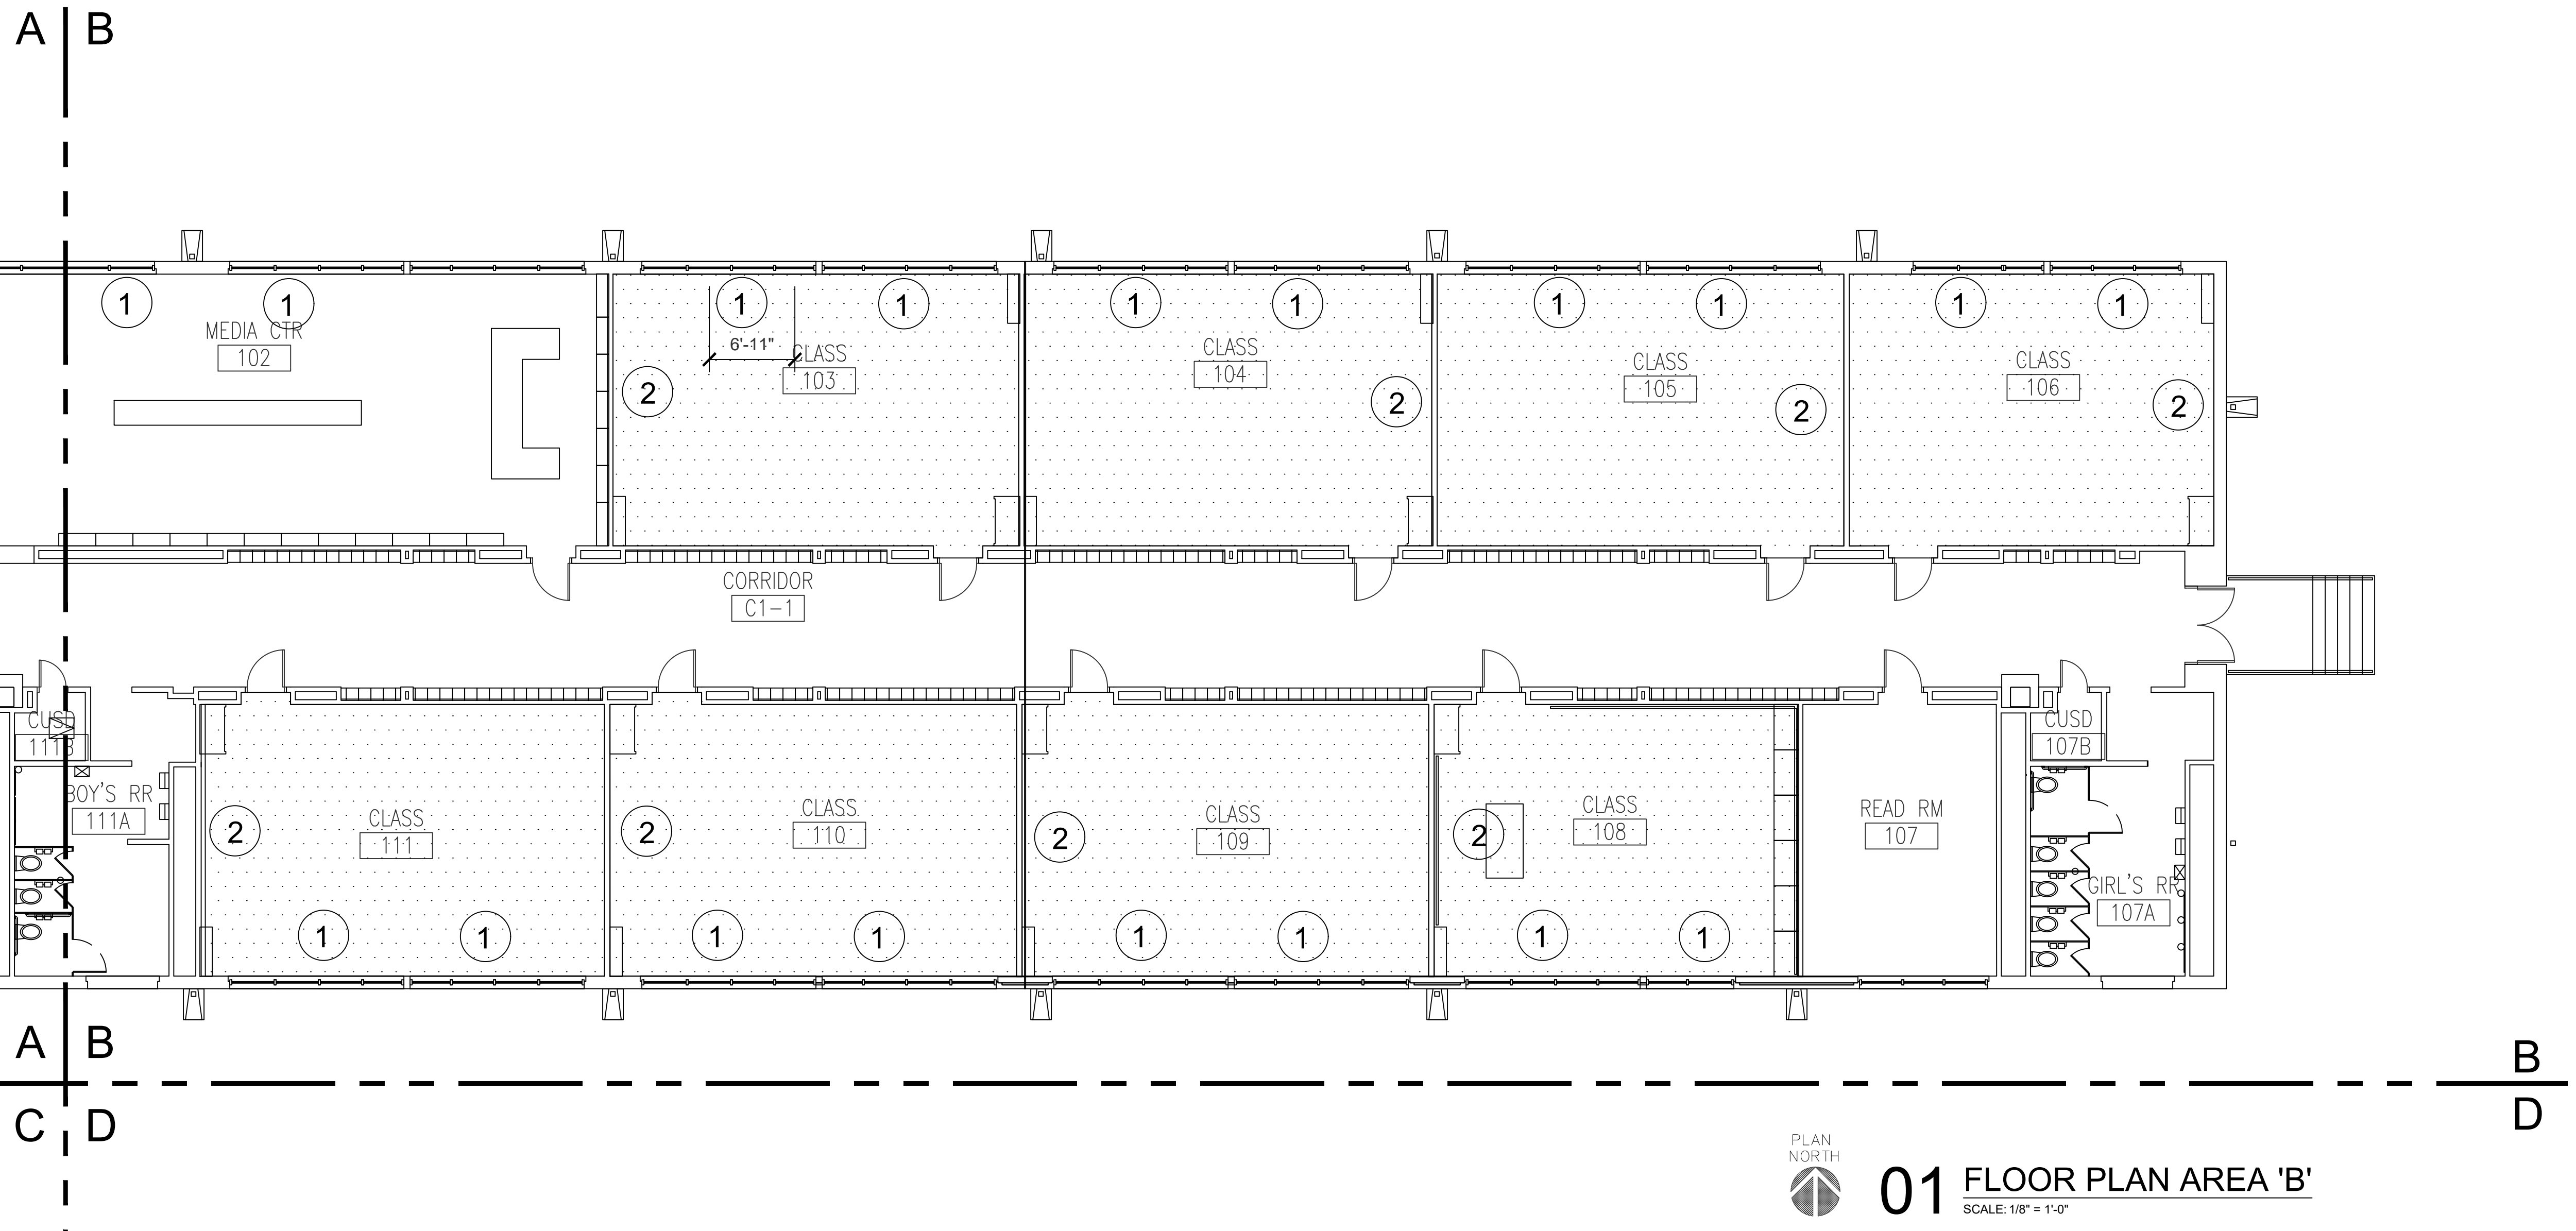 A B
1 1 1 1 1 1 1 1 1 1
MEDIA CTR
102
6'-11"
CLASS
103
CLASS
104
CLASS
105
CLASS
106
2 2 2 2
CORRIDOR
C1-1
CUSD
111B
BOY'S RR
111A
CLASS
111
CLASS
110
CLASS
109
CLASS
108
READ RM
107
CUSD
107B
GIRL'S RR
107A
2 2 2 2
1 1 1 1 1 1 1 1
A B
B
C D
D
PLAN
NORTH
01 FLOOR PLAN AREA 'B'
SCALE: 1/8" = 1'-0"